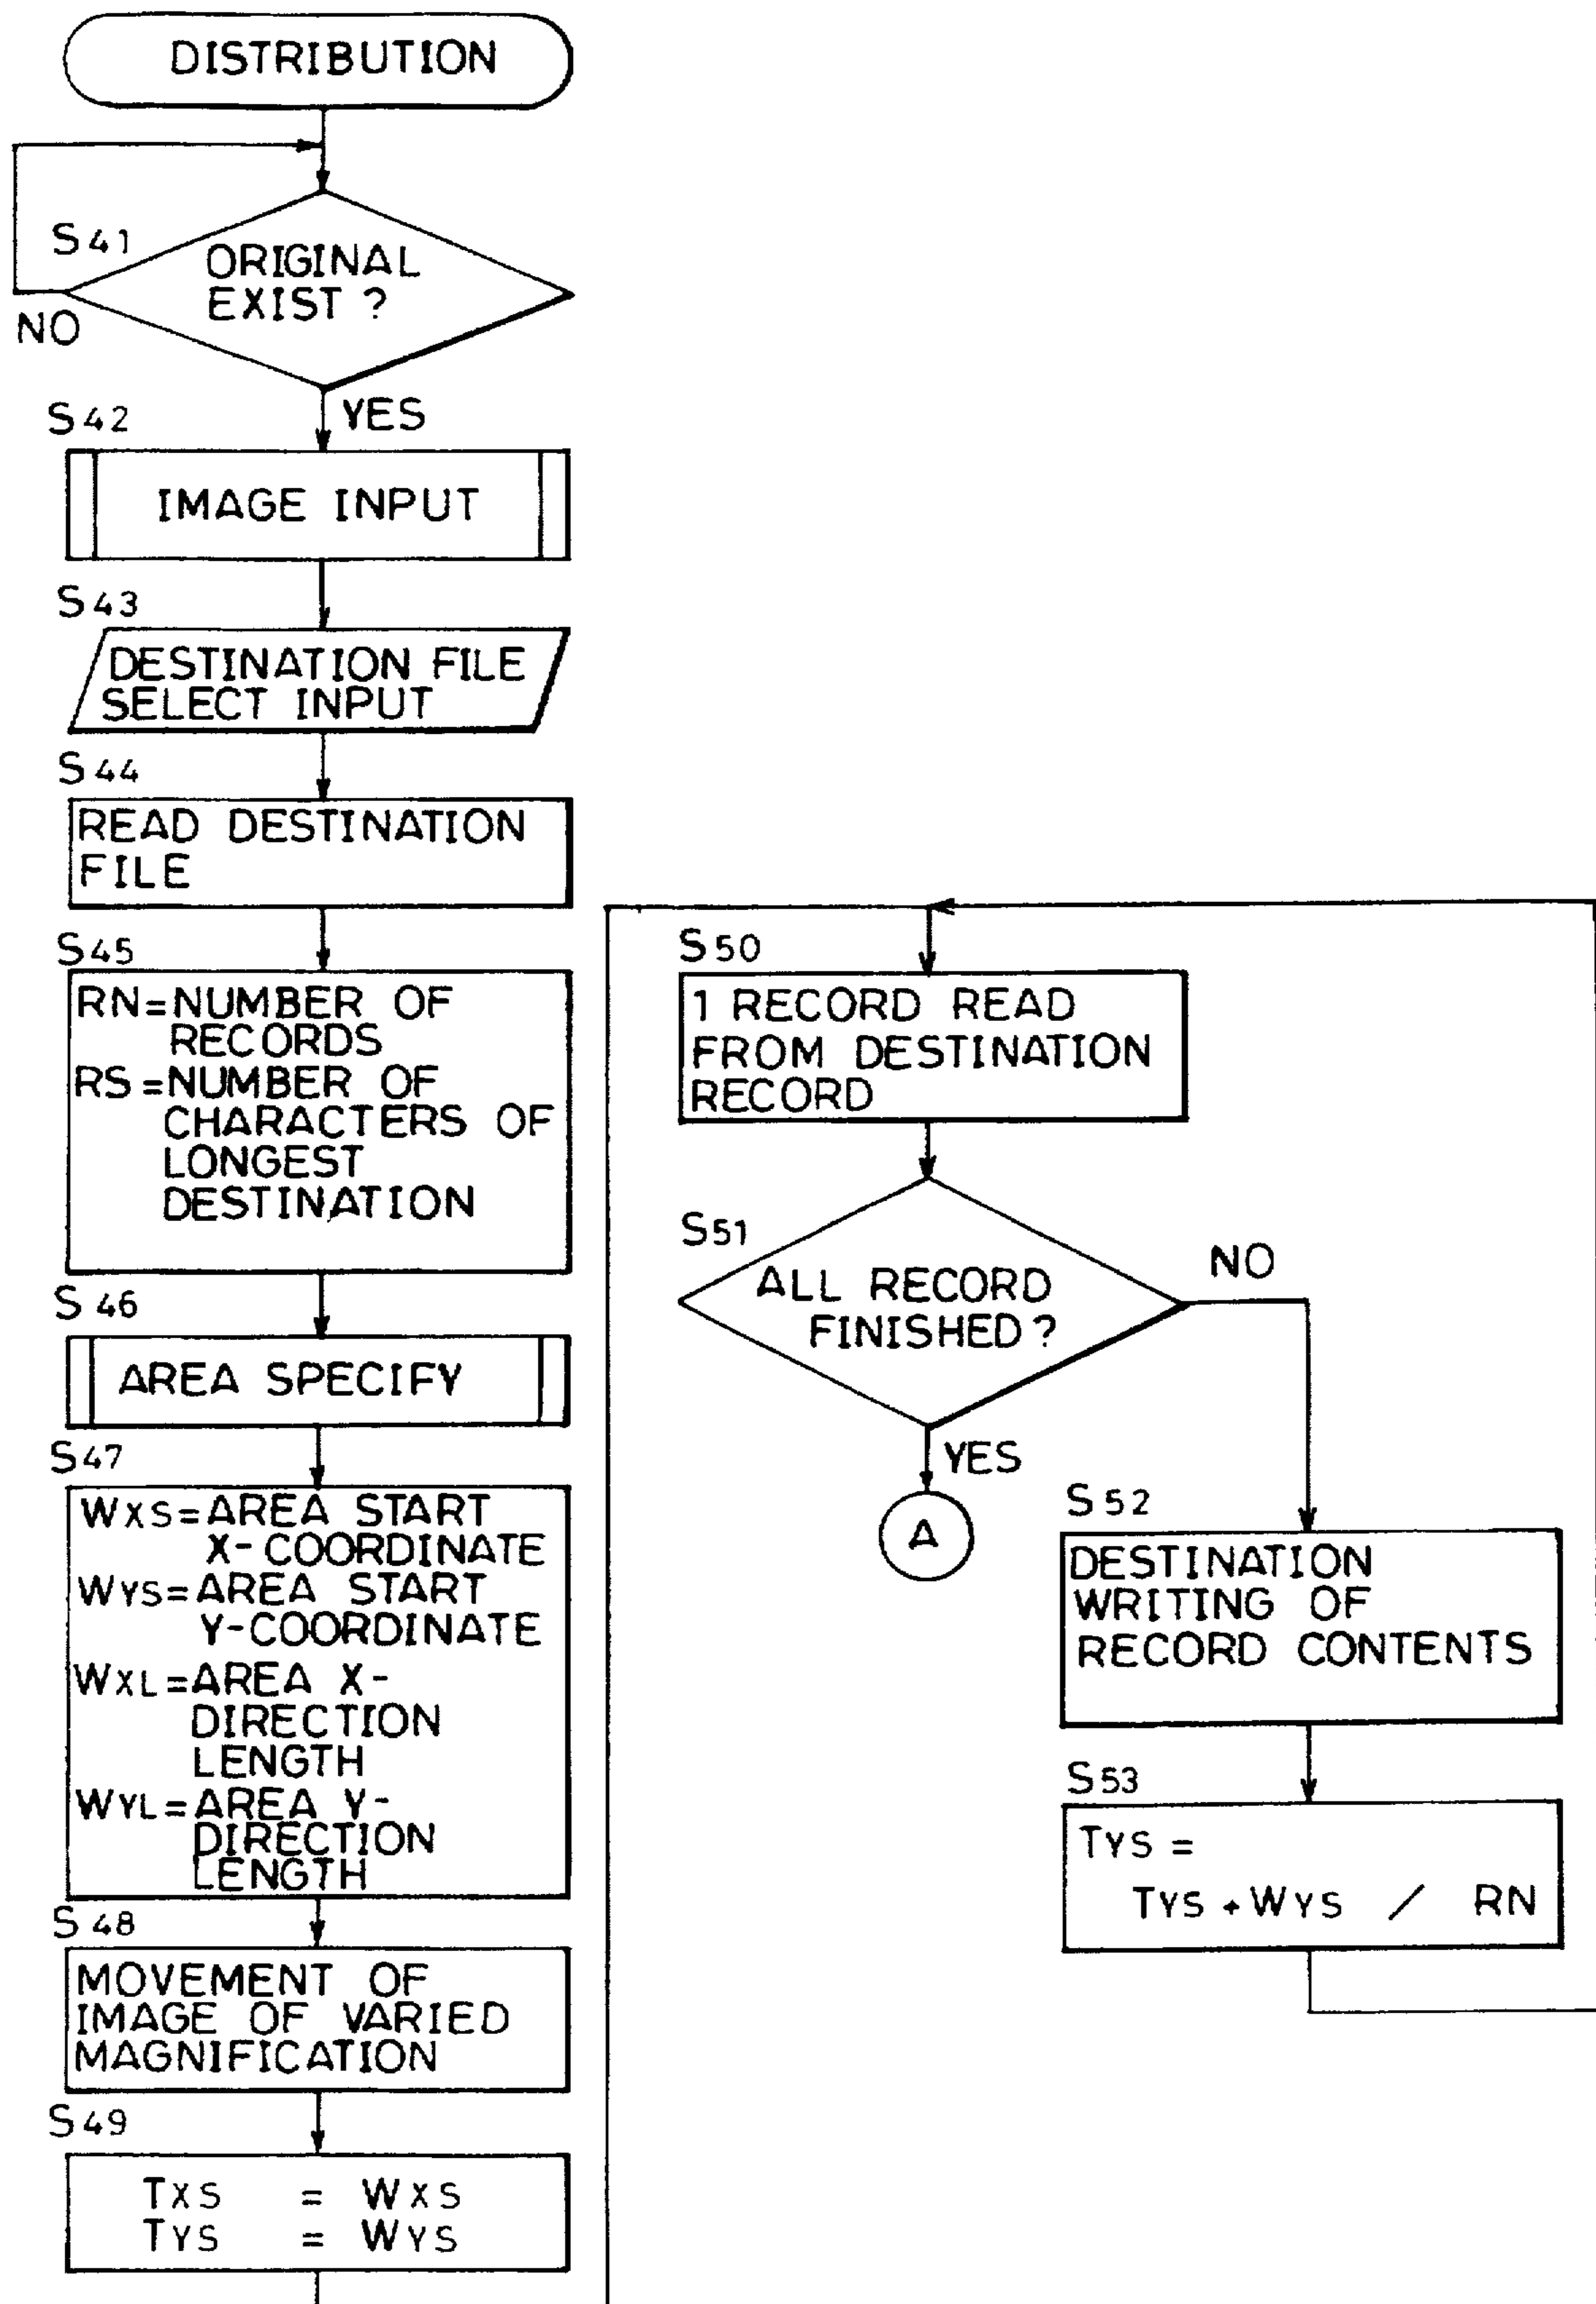 DISTRIBUTION
S41
ORIGINAL
EXIST ?
NO
YES
S42
IMAGE INPUT
S43
DESTINATION FILE
SELECT INPUT
S44
READ DESTINATION
FILE
S45
RN=NUMBER OF
RECORDS
RS=NUMBER OF
CHARACTERS OF
LONGEST
DESTINATION
S46
AREA SPECIFY
S47
WXS=AREA START
X-COORDINATE
WYS=AREA START
Y-COORDINATE
WXL=AREA X-
DIRECTION
LENGTH
WYL=AREA Y-
DIRECTION
LENGTH
S48
MOVEMENT OF
IMAGE OF VARIED
MAGNIFICATION
S49
TXS = WXS
TYS = WYS
S50
1 RECORD READ
FROM DESTINATION
RECORD
S51
ALL RECORD
FINISHED?
NO
YES
A
S52
DESTINATION
WRITING OF
RECORD CONTENTS
S53
TYS =
TYS+WYS / RN